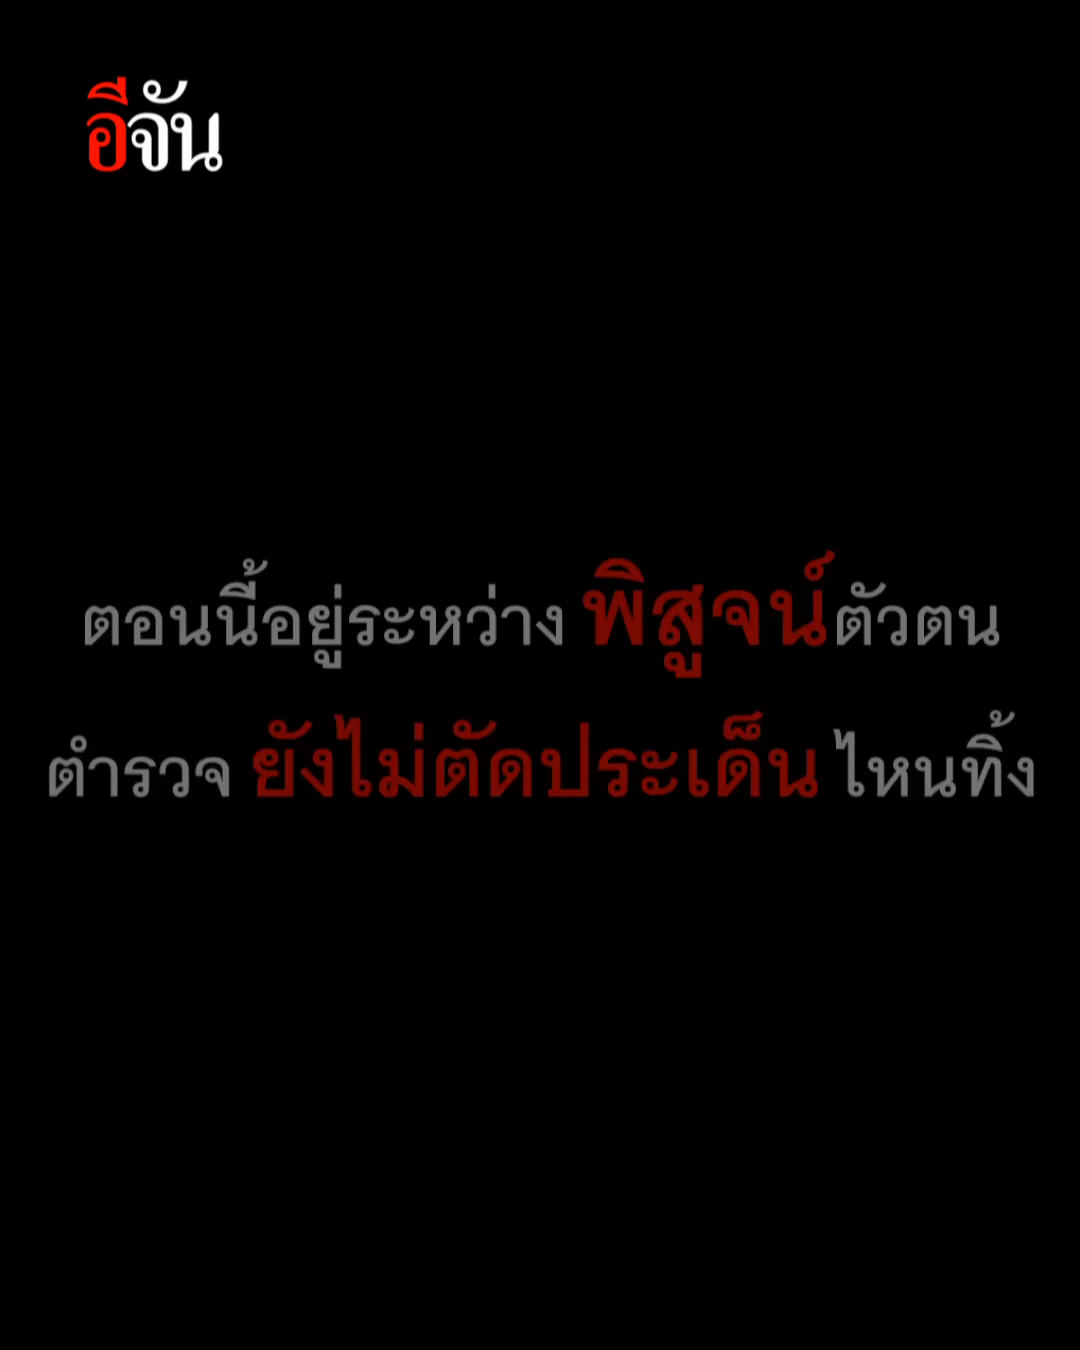 อีจัน
ตอนนี้อยู่ระหว่าง พิสูจน์ตัวตน
ตำรวจ ยังไม่ตัดประเด็น ไหนทิ้ง